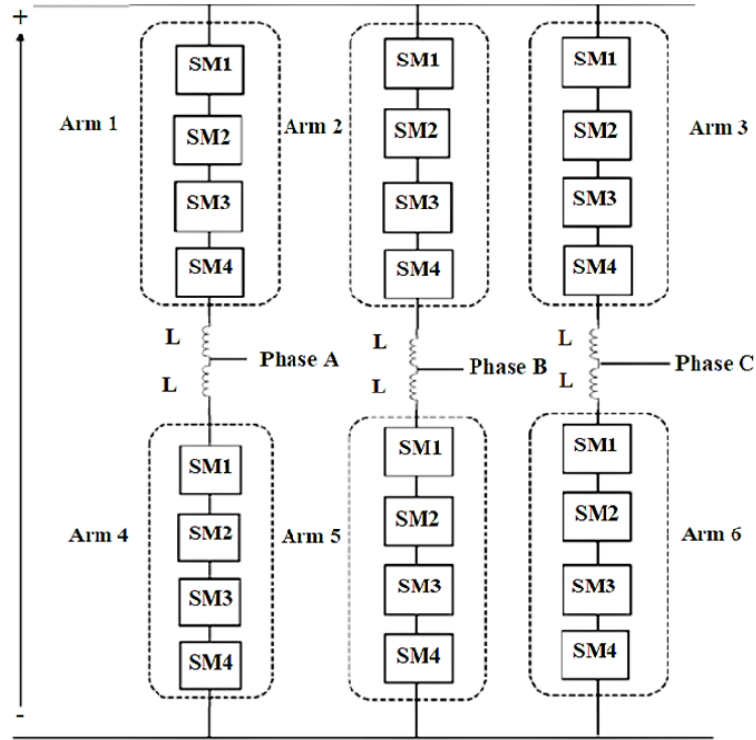 +
SM1
SM2
SM3
SM4
Arm 1
SM1
SM2
SM3
SM4
Arm 2
SM1
SM2
SM3
SM4
Arm 3
L
L
Phase A
L
L
Phase B
L
L
Phase C
SM1
SM2
SM3
SM4
Arm 4
SM1
SM2
SM3
SM4
Arm 5
SM1
SM2
SM3
SM4
Arm 6
-